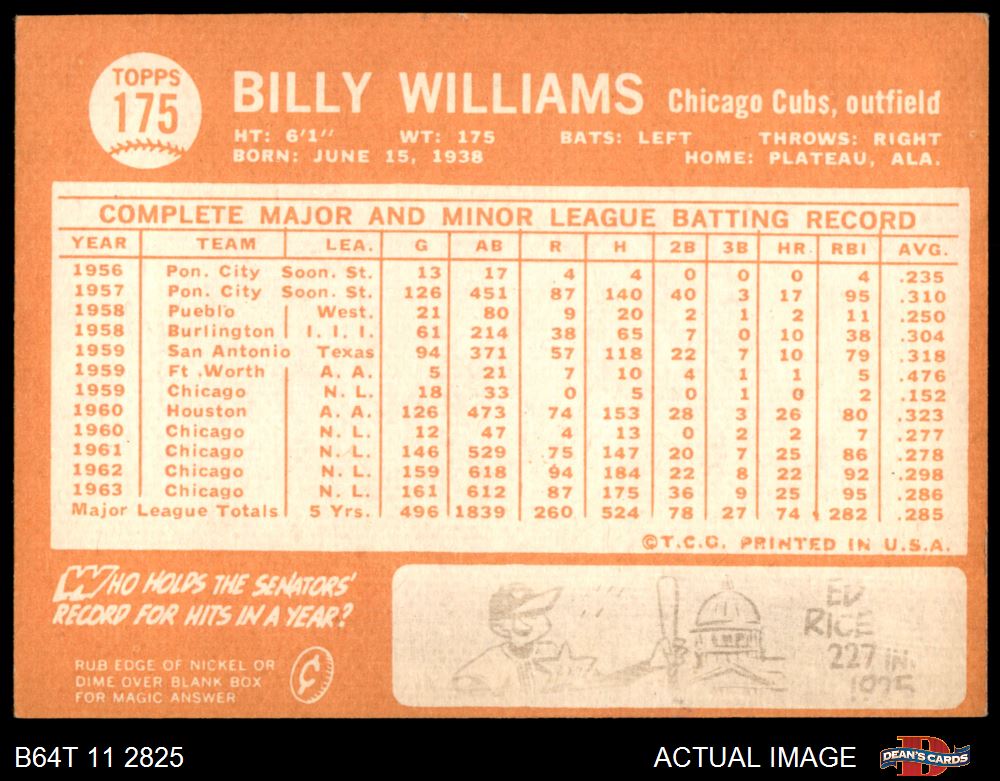 TOPPS
175
BILLY WILLIAMS Chicago Cubs, outfield
HT: 6'1" WT: 175 BATS: LEFT THROWS: RIGHT
BORN: JUNE 15, 1938 HOME: PLATEAU, ALA.
COMPLETE MAJOR AND MINOR LEAGUE BATTING RECORD
YEAR TEAM LEA. G AB R H 2B 3B HR. RBI AVG.
1956 Pon. City Soon. St. 13 17 4 4 0 0 0 4 .235
1957 Pon. City Soon. St. 126 451 87 140 40 3 17 95 .310
1958 Pueblo West. 21 80 9 20 2 1 2 11 .250
1958 Burlington I. I. I. 61 214 38 65 7 0 10 38 .304
1959 San Antonio Texas 94 371 57 118 22 7 10 79 .318
1959 Ft. Worth A. A. 5 21 7 10 4 1 1 5 .476
1959 Chicago N. L. 18 33 0 5 0 1 0 2 .152
1960 Houston A. A. 126 473 74 153 28 3 26 80 .323
1960 Chicago N. L. 12 47 4 13 0 2 2 7 .277
1961 Chicago N. L. 146 529 75 147 20 7 25 86 .278
1962 Chicago N. L. 159 618 94 184 22 8 22 92 .298
1963 Chicago N. L. 161 612 87 175 36 9 25 95 .286
Major League Totals 5 Yrs. 496 1839 260 524 78 27 74 282 .285
©T.C.G. PRINTED IN U.S.A.
WHO HOLDS THE SENATORS'
RECORD FOR HITS IN A YEAR?
RUB EDGE OF NICKEL OR
DIME OVER BLANK BOX
FOR MAGIC ANSWER
ED
RICE
227 IN
1925
B64T 11 2825 ACTUAL IMAGE DEAN'S CARDS